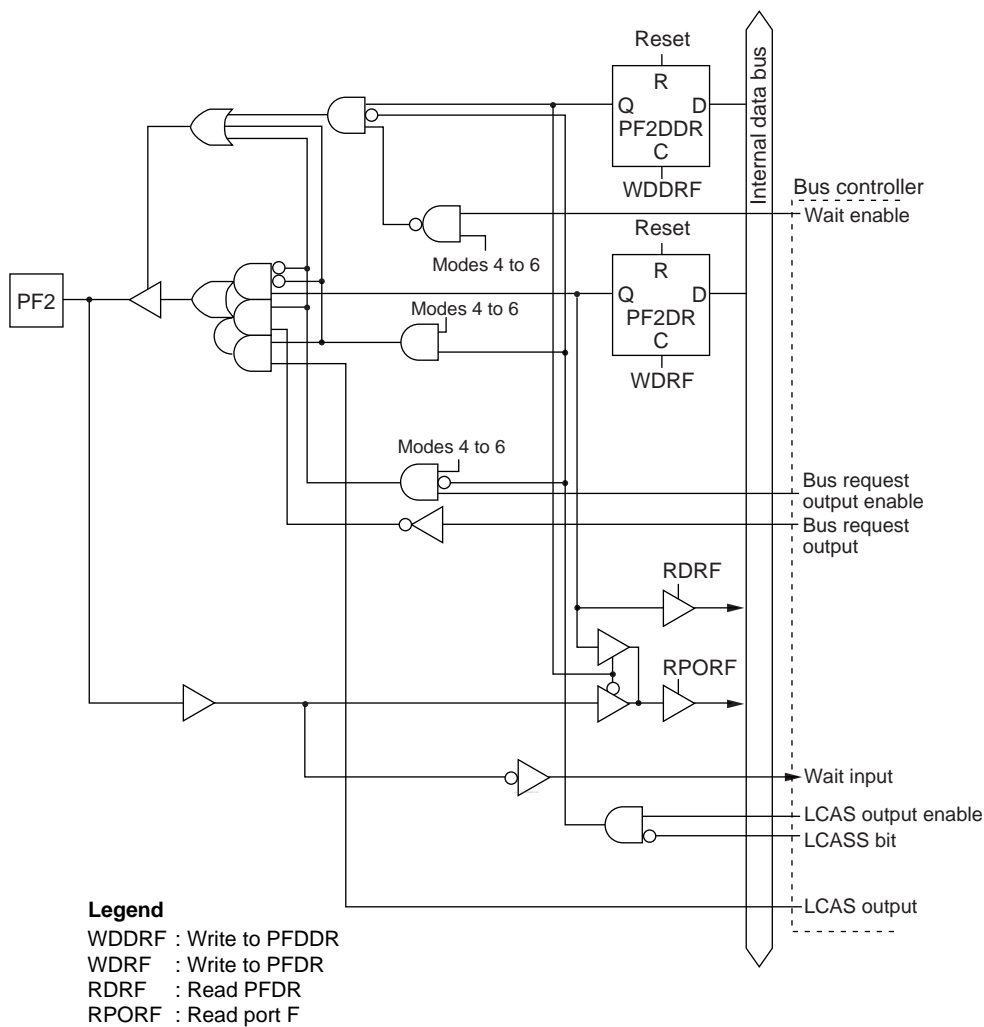 Reset
R
Q D
PF2DDR
C
WDDRF
Internal data bus
Bus controller
Wait enable
Modes 4 to 6
Reset
R
Q D
PF2DR
C
WDRF
PF2
Modes 4 to 6
Modes 4 to 6
Bus request
output enable
Bus request
output
RDRF
RPORF
Wait input
LCAS output enable
LCASS bit
LCAS output
Legend
WDDRF : Write to PFDDR
WDRF : Write to PFDR
RDRF : Read PFDR
RPORF : Read port F